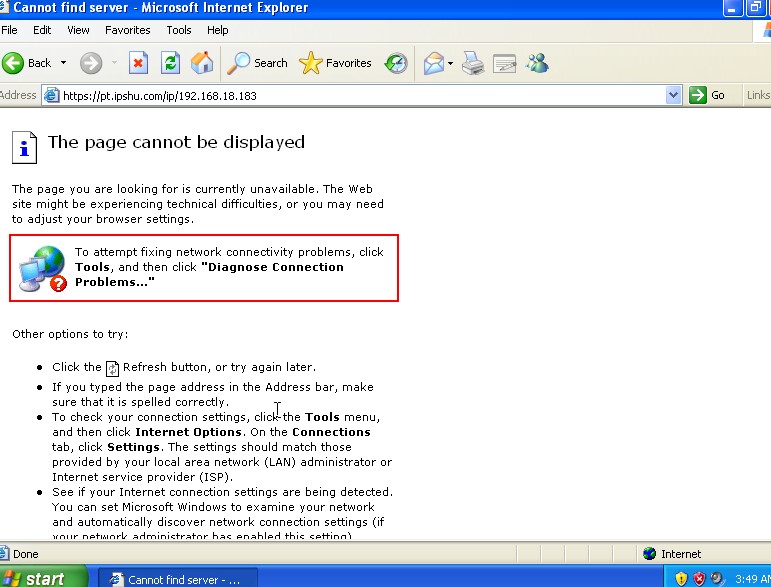 Cannot find server - Microsoft Internet Explorer
File Edit View Favorites Tools Help
Back Search Favorites
Address https://pt.ipshu.com/ip/192.168.18.183 Go Links
The page cannot be displayed
The page you are looking for is currently unavailable. The Web
site might be experiencing technical difficulties, or you may need
to adjust your browser settings.
To attempt fixing network connectivity problems, click
Tools, and then click "Diagnose Connection
Problems..."
Other options to try:
Click the Refresh button, or try again later.
If you typed the page address in the Address bar, make
sure that it is spelled correctly.
To check your connection settings, click the Tools menu,
and then click Internet Options. On the Connections
tab, click Settings. The settings should match those
provided by your local area network (LAN) administrator or
Internet service provider (ISP).
See if your Internet connection settings are being detected.
You can set Microsoft Windows to examine your network
and automatically discover network connection settings (if
your network administrator has enabled this setting).
Done Internet
start Cannot find server - ... 3:49 AM